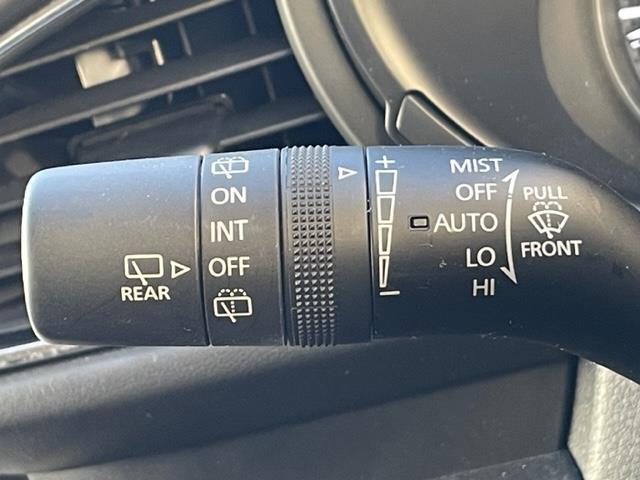 REAR
ON
INT
OFF
+
−
MIST
OFF
AUTO
LO
HI
PULL
FRONT